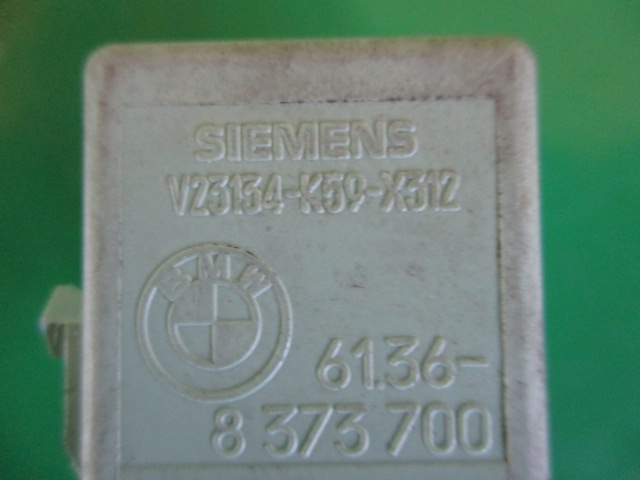 SIEMENS
V23134-K59-X312
BMW
61.36-
8 373 700